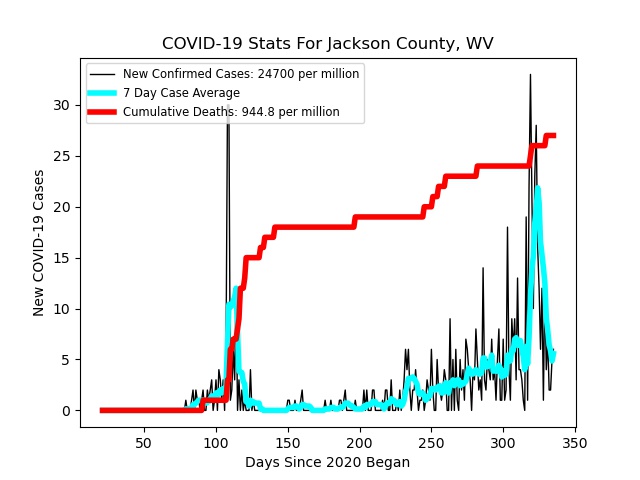 COVID-19 Stats For Jackson County, WV
New Confirmed Cases: 24700 per million
7 Day Case Average
Cumulative Deaths: 944.8 per million
New COVID-19 Cases
30
25
20
15
10
5
0
50 100 150 200 250 300 350
Days Since 2020 Began